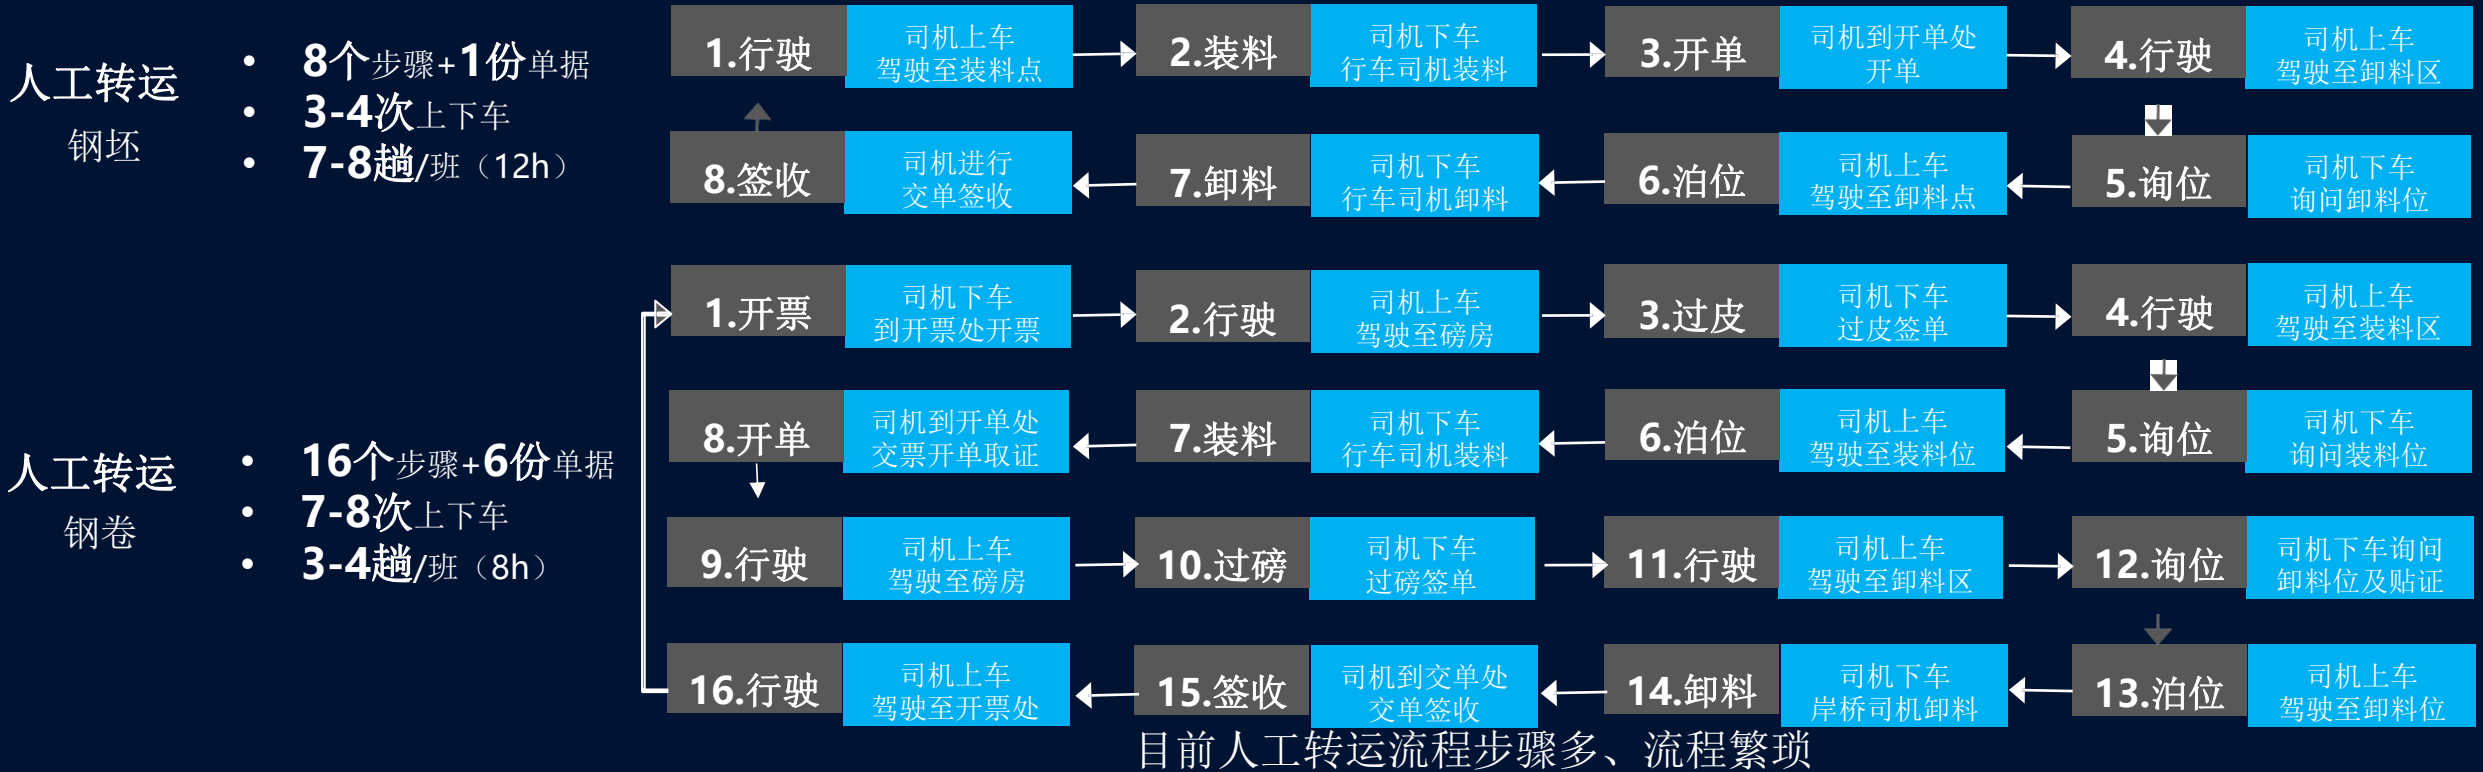 人工转运
钢坯
• 8个步骤+1份单据
• 3-4次上下车
• 7-8趟/班（12h）
1.行驶
司机上车
驾驶至装料点
2.装料
司机下车
行车司机装料
3.开单
司机到开单处
开单
4.行驶
司机上车
驾驶至卸料区
5.询位
司机下车
询问卸料位
6.泊位
司机上车
驾驶至卸料点
7.卸料
司机下车
行车司机卸料
8.签收
司机进行
交单签收
人工转运
钢卷
• 16个步骤+6份单据
• 7-8次上下车
• 3-4趟/班（8h）
1.开票
司机下车
到开票处开票
2.行驶
司机上车
驾驶至磅房
3.过皮
司机下车
过皮签单
4.行驶
司机上车
驾驶至装料区
5.询位
司机下车
询问装料位
6.泊位
司机上车
驾驶至装料位
7.装料
司机下车
行车司机装料
8.开单
司机到开单处
交票开单取证
9.行驶
司机上车
驾驶至磅房
10.过磅
司机下车
过磅签单
11.行驶
司机上车
驾驶至卸料区
12.询位
司机下车询问
卸料位及贴证
13.泊位
司机上车
驾驶至卸料位
14.卸料
司机下车
岸桥司机卸料
15.签收
司机到交单处
交单签收
16.行驶
司机上车
驾驶至开票处
目前人工转运流程步骤多、流程繁琐